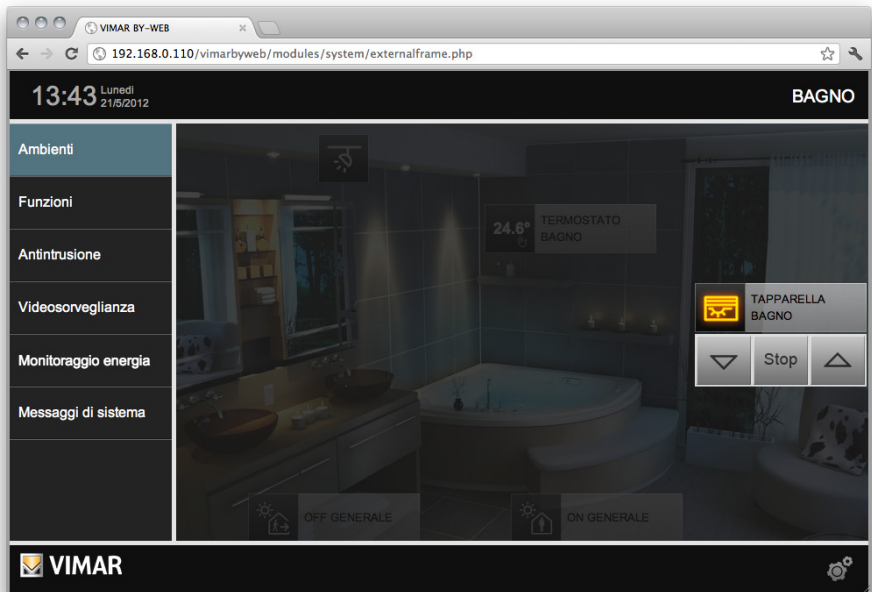 VIMAR BY-WEB
192.168.0.110/vimarbyweb/modules/system/externalframe.php
13:43
Lunedì
21/5/2012
BAGNO
Ambienti
Funzioni
Antintrusione
Videosorveglianza
Monitoraggio energia
Messaggi di sistema
24.6°
TERMOSTATO
BAGNO
TAPPARELLA
BAGNO
Stop
OFF GENERALE
ON GENERALE
VIMAR